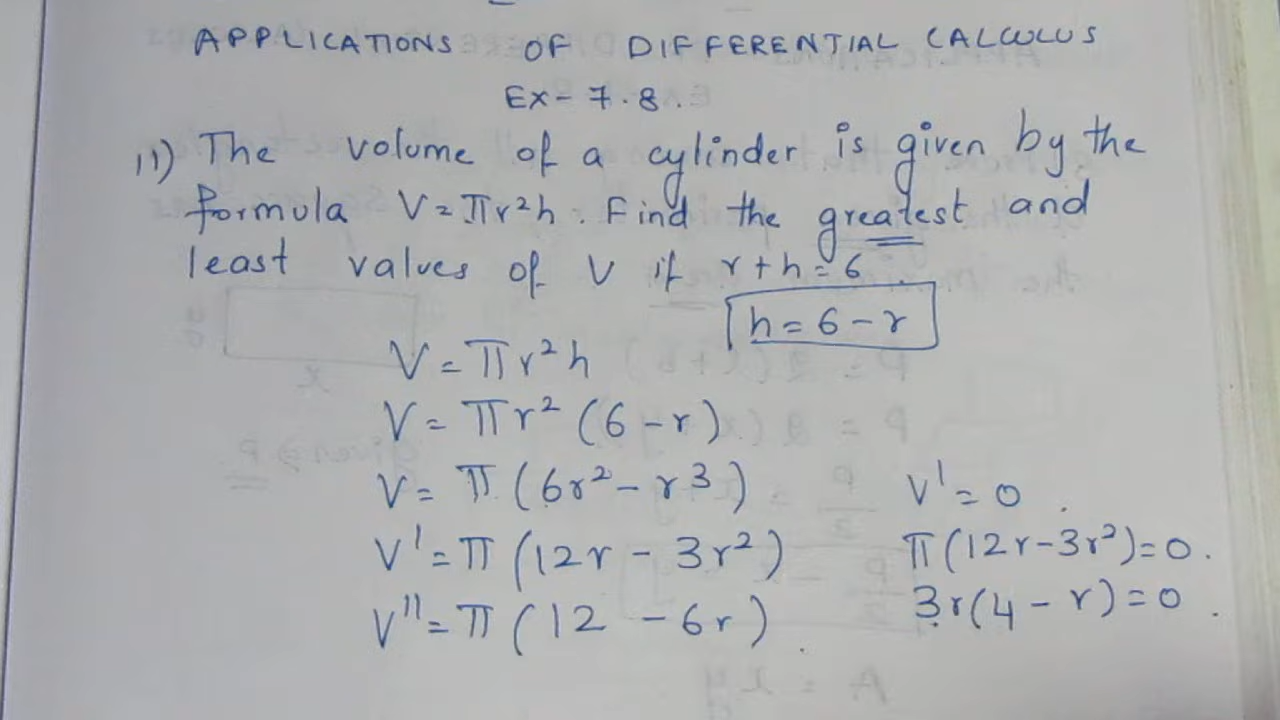 APPLICATIONS OF DIFFERENTIAL CALCULUS
EX- 7.8.
11) The volume of a cylinder is given by the
formula V = πr²h. Find the greatest and
least values of V if r + h = 6
h = 6 - r
V = πr²h
V = πr² (6 - r)
V = π (6r² - r³)
V' = 0
V' = π (12r - 3r²)
π (12r - 3r²) = 0.
V'' = π (12 - 6r)
3r (4 - r) = 0